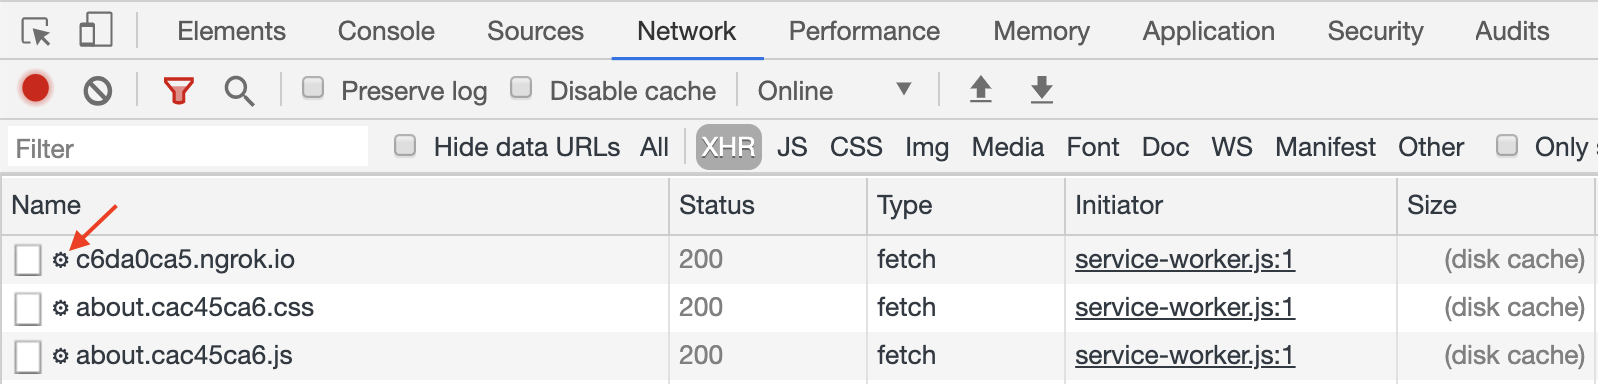 Elements Console Sources Network Performance Memory Application Security Audits
Preserve log Disable cache Online
Filter Hide data URLs All XHR JS CSS Img Media Font Doc WS Manifest Other Only
Name Status Type Initiator Size
c6da0ca5.ngrok.io 200 fetch service-worker.js:1 (disk cache)
about.cac45ca6.css 200 fetch service-worker.js:1 (disk cache)
about.cac45ca6.js 200 fetch service-worker.js:1 (disk cache)